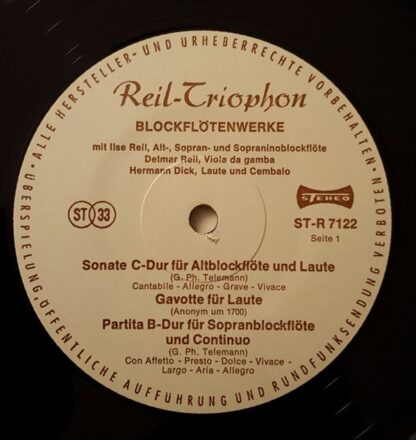 · ALLE HERSTELLER- UND URHEBERRECHTE VORBEHALTEN · ÜBERSPIELUNG, ÖFFENTLICHE AUFFÜHRUNG UND RUNDFUNKSENDUNG VERBOTEN
Reil-Triophon
BLOCKFLÖTENWERKE
mit Ilse Reil, Alt-, Sopran- und Sopraninoblockflöte
Detmar Reil, Viola da gamba
Hermann Dick, Laute und Cembalo
STEREO
ST 33
ST-R 7122
Seite 1
Sonate C-Dur für Altblockflöte und Laute
(G. Ph. Telemann)
Cantabile - Allegro - Grave - Vivace
Gavotte für Laute
(Anonym um 1700)
Partita B-Dur für Sopranblockflöte
und Continuo
(G. Ph. Telemann)
Con Affetto - Presto - Dolce - Vivace -
Largo - Aria - Allegro